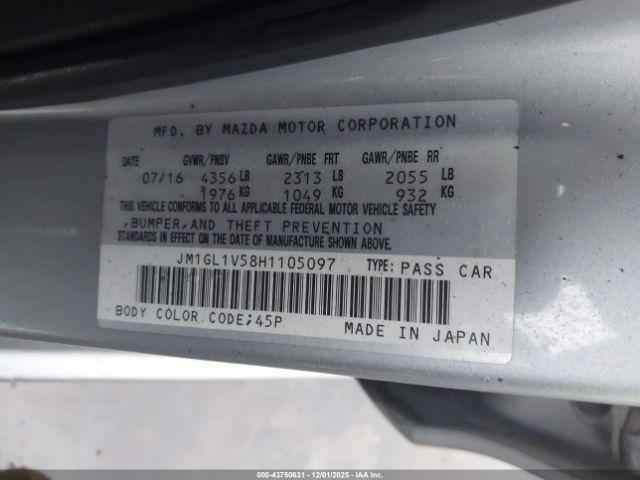 MFD. BY MAZDA MOTOR CORPORATION
DATE GVWR/PNBV GAWR/PNBE FRT GAWR/PNBE RR
07/16 4356 LB 2313 LB 2055 LB
1976 KG 1049 KG 932 KG
THIS VEHICLE CONFORMS TO ALL APPLICABLE FEDERAL MOTOR VEHICLE SAFETY
,BUMPER,AND THEFT PREVENTION
STANDARDS IN EFFECT ON THE DATE OF MANUFACTURE SHOWN ABOVE.
JM1GL1V58H1105097 TYPE: PASS CAR
BODY COLOR CODE;45P MADE IN JAPAN
000-43750631 - 12/01/2025 - IAAI.COM